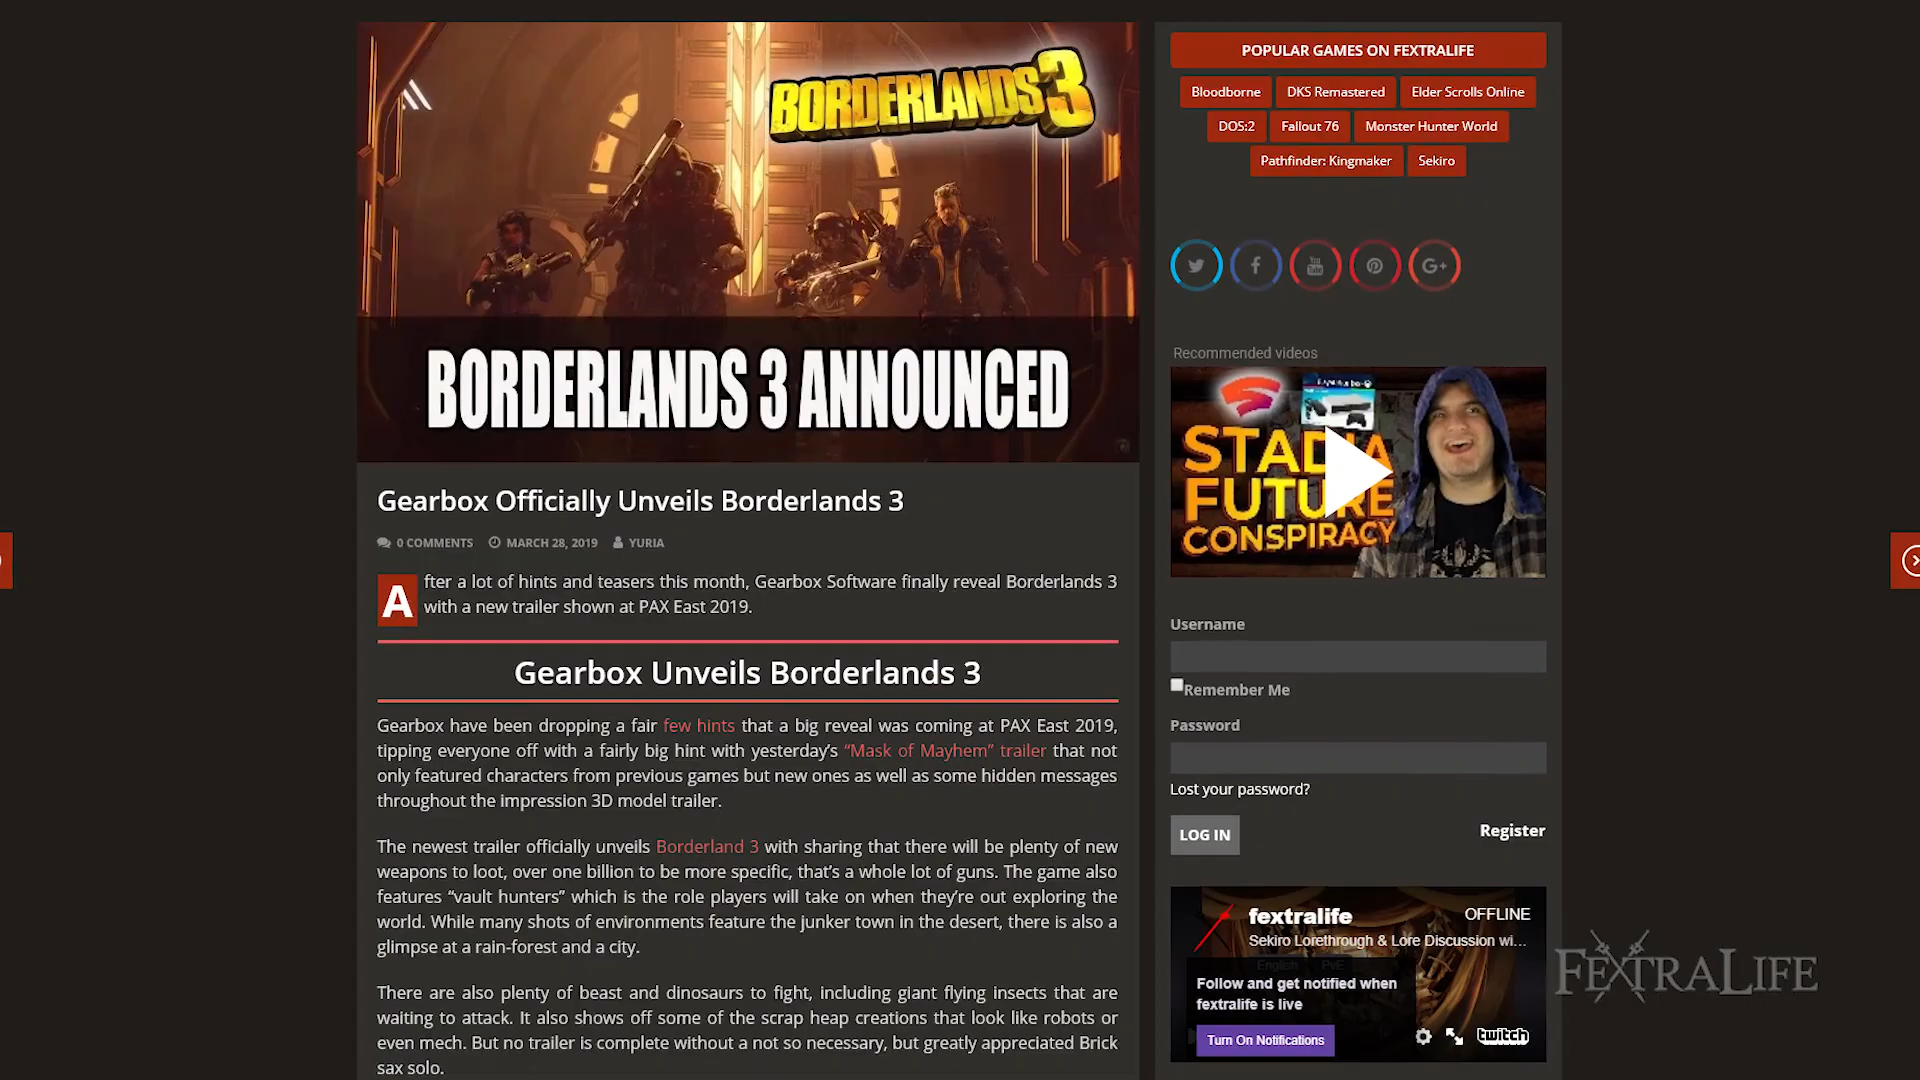 BORDERLANDS 3
BORDERLANDS 3 ANNOUNCED
Gearbox Officially Unveils Borderlands 3
0 COMMENTS MARCH 28, 2019 YURIA
After a lot of hints and teasers this month, Gearbox Software finally reveal Borderlands 3
with a new trailer shown at PAX East 2019.
Gearbox Unveils Borderlands 3
Gearbox have been dropping a fair few hints that a big reveal was coming at PAX East 2019,
tipping everyone off with a fairly big hint with yesterday’s “Mask of Mayhem” trailer that not
only featured characters from previous games but new ones as well as some hidden messages
throughout the impression 3D model trailer.
The newest trailer officially unveils Borderland 3 with sharing that there will be plenty of new
weapons to loot, over one billion to be more specific, that’s a whole lot of guns. The game also
features “vault hunters” which is the role players will take on when they’re out exploring the
world. While many shots of environments feature the junker town in the desert, there is also a
glimpse at a rain-forest and a city.
There are also plenty of beast and dinosaurs to fight, including giant flying insects that are
waiting to attack. It also shows off some of the scrap heap creations that look like robots or
even mech. But no trailer is complete without a not so necessary, but greatly appreciated Brick
sax solo.
POPULAR GAMES ON FEXTRALIFE
Bloodborne DKS Remastered Elder Scrolls Online
DOS:2 Fallout 76 Monster Hunter World
Pathfinder: Kingmaker Sekiro
You Tube G+
Recommended videos
STADIA
FUTURE
CONSPIRACY
Username
Remember Me
Password
Lost your password?
LOG IN Register
fextralife OFFLINE
Sekiro Lorethrough & Lore Discussion wi...
English PvE
Follow and get notified when
fextralife is live
Turn On Notifications twitch
FEXTRALIFE